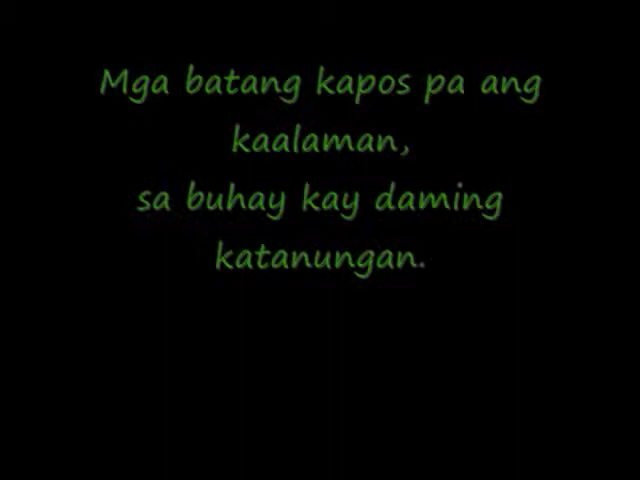 Mga batang kapos pa ang
kaalaman,
sa buhay kay daming
katanungan.